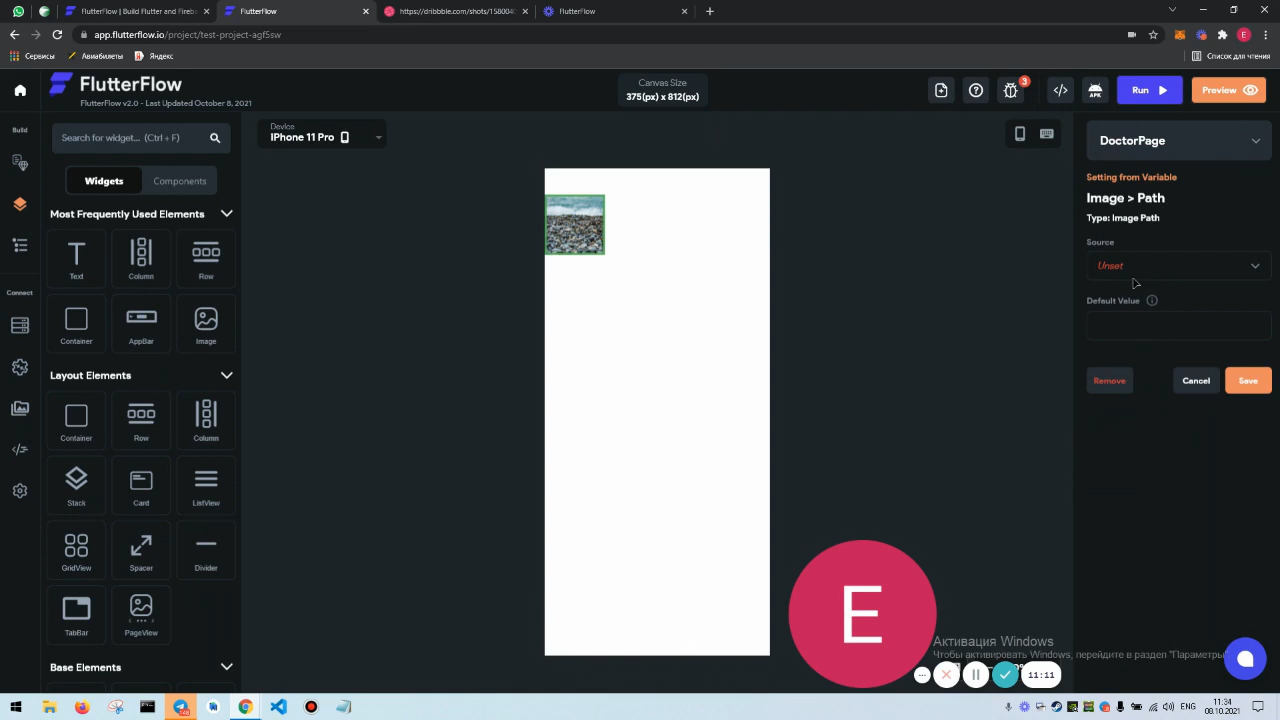 FlutterFlow | Build Flutter and Fireb
FlutterFlow
https://dribbble.com/shots/158004
FlutterFlow
app.flutterflow.io/project/test-project-agf5sw
E
Сервисы
Авиабилеты
Яндекс
Список для чтения
FlutterFlow
FlutterFlow v2.0 - Last Updated October 8, 2021
Canvas Size
375(px) x 812(px)
3
APK
Run
Preview
Build
Connect
Search for widget... (Ctrl + F)
Widgets
Components
Most Frequently Used Elements
Text
Column
Row
Container
AppBar
Image
Layout Elements
Container
Row
Column
Stack
Card
ListView
GridView
Spacer
Divider
TabBar
PageView
Base Elements
Device
iPhone 11 Pro
DoctorPage
Setting from Variable
Image > Path
Type: Image Path
Source
Unset
Default Value
Remove
Cancel
Save
E
Активация Windows
Чтобы активировать Windows, перейдите в раздел "Параметры
11:11
ENG
11:34
08.10.2021